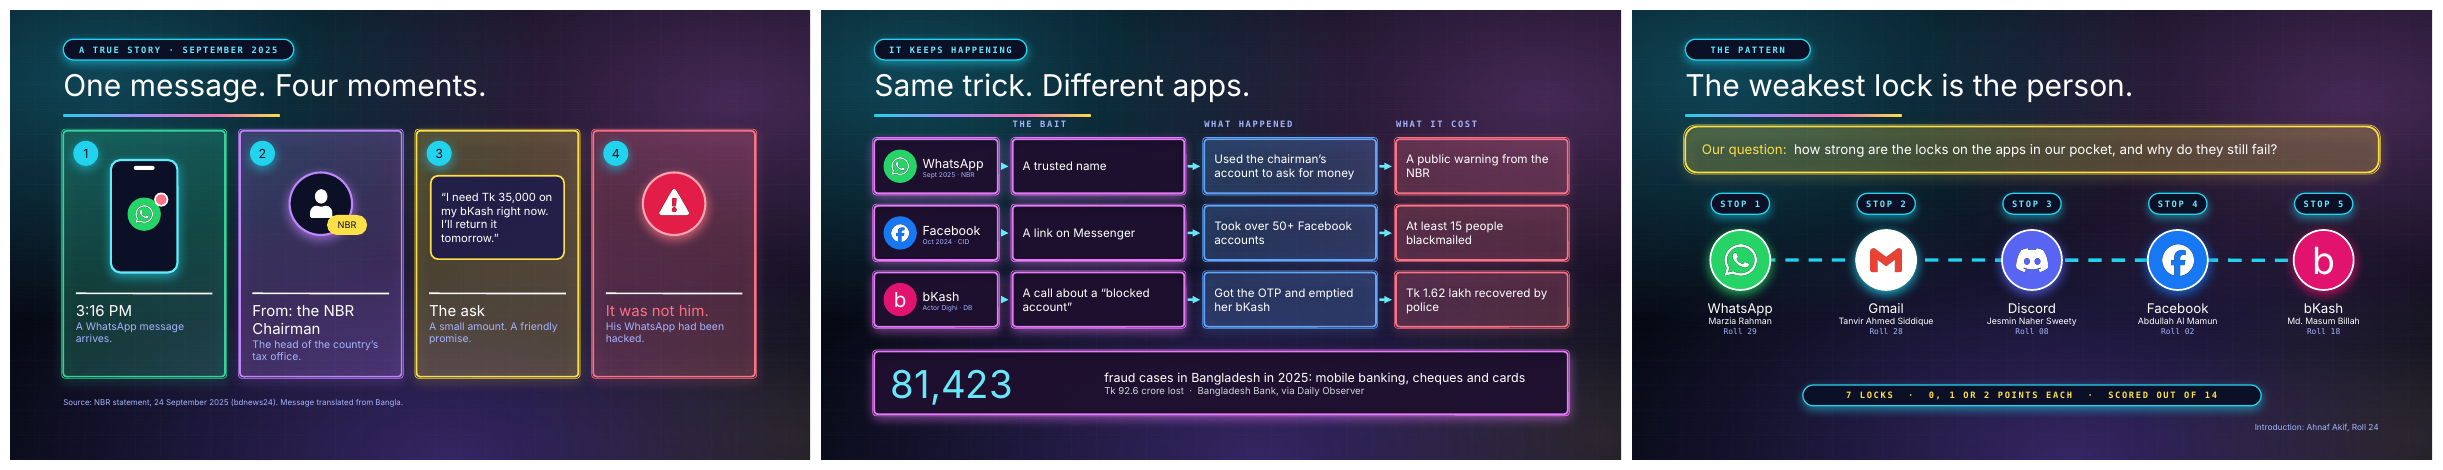 A TRUE STORY · SEPTEMBER 2025
One message. Four moments.
1
3:16 PM
A WhatsApp message
arrives.
2
NBR
From: the NBR
Chairman
The head of the country's
tax office.
3
“I need Tk 35,000 on
my bKash right now.
I'll return it
tomorrow.”
The ask
A small amount. A friendly
promise.
4
It was not him.
His WhatsApp had been
hacked.
Source: NBR statement, 24 September 2025 (bdnews24). Message translated from Bangla.
IT KEEPS HAPPENING
Same trick. Different apps.
THE BAIT
WHAT HAPPENED
WHAT IT COST
WhatsApp
Sept 2025 · NBR
A trusted name
Used the chairman's
account to ask for money
A public warning from the
NBR
Facebook
Oct 2024 · CID
A link on Messenger
Took over 50+ Facebook
accounts
At least 15 people
blackmailed
b
bKash
Actor Dighi · DB
A call about a “blocked
account”
Got the OTP and emptied
her bKash
Tk 1.62 lakh recovered by
police
81,423
fraud cases in Bangladesh in 2025: mobile banking, cheques and cards
Tk 92.6 crore lost · Bangladesh Bank, via Daily Observer
THE PATTERN
The weakest lock is the person.
Our question: how strong are the locks on the apps in our pocket, and why do they still fail?
STOP 1
WhatsApp
Marzia Rahman
Roll 29
STOP 2
Gmail
Tanvir Ahmed Siddique
Roll 28
STOP 3
Discord
Jesmin Naher Sweety
Roll 08
STOP 4
Facebook
Abdullah Al Mamun
Roll 02
STOP 5
b
bKash
Md. Masum Billah
Roll 18
7 LOCKS · 0, 1 OR 2 POINTS EACH · SCORED OUT OF 14
Introduction: Ahnaf Akif, Roll 24